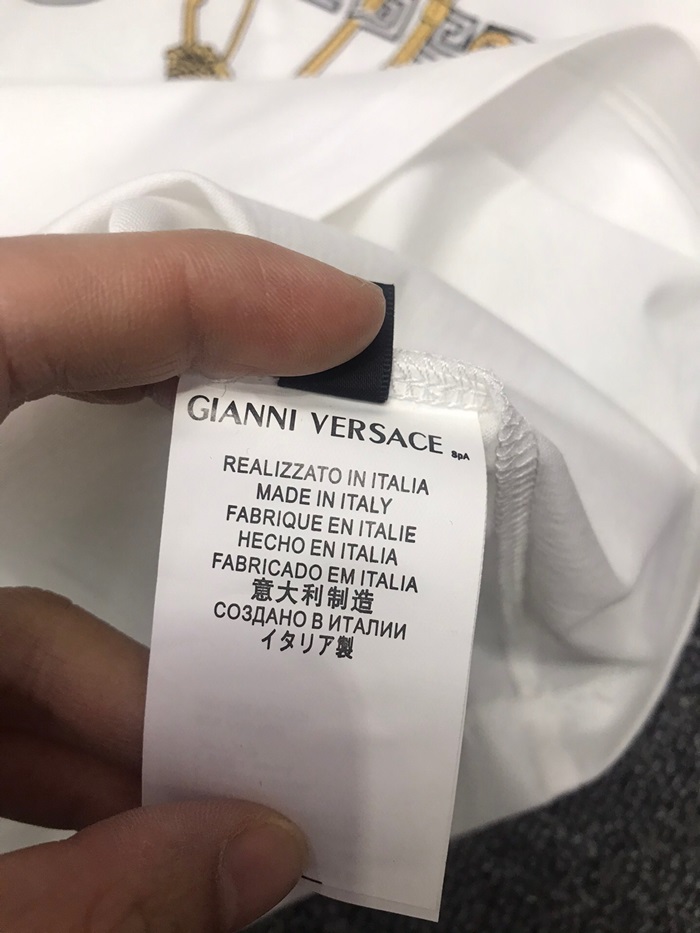 GIANNI VERSACE SpA
REALIZZATO IN ITALIA
MADE IN ITALY
FABRIQUE EN ITALIE
HECHO EN ITALIA
FABRICADO EM ITALIA
意大利制造
СОЗДАНО В ИТАЛИИ
イタリア製